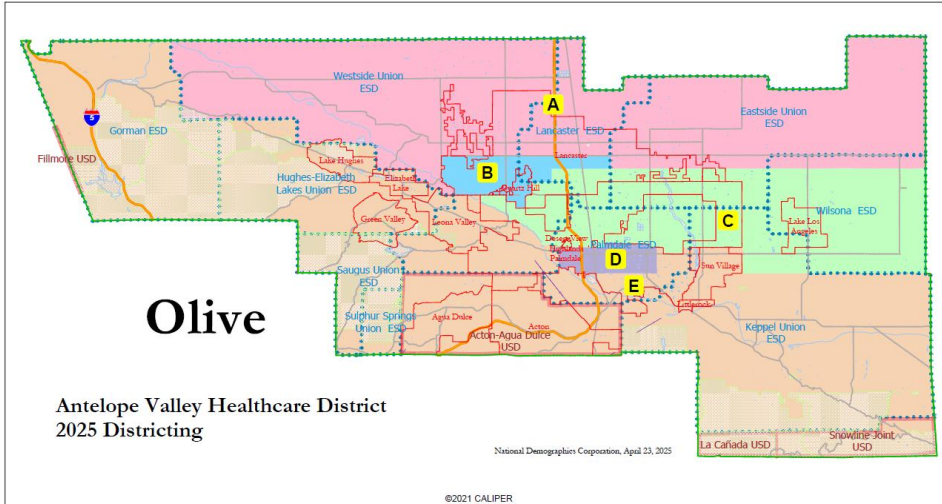 Westside Union
ESD
A
Eastside Union
ESD
5
Gorman ESD
Lancaster ESD
Lancaster
Fillmore USD
Lake Hughes
Hughes-Elizabeth
Lakes Union ESD
Elizabeth
Lake
B
Quartz Hill
Green Valley
Leona Valley
C
Wilsona ESD
Lake Los
Angeles
Desert View
Highlands
Palmdale ESD
Palmdale
D
Sun Village
Saugus Union
ESD
E
Littlerock
Olive
Sulphur Springs
Union ESD
Agua Dulce
Acton
Acton-Agua Dulce
USD
Keppel Union
ESD
Antelope Valley Healthcare District
2025 Districting
National Demographics Corporation, April 23, 2025
La Cañada USD
Snowline Joint
USD
©2021 CALIPER